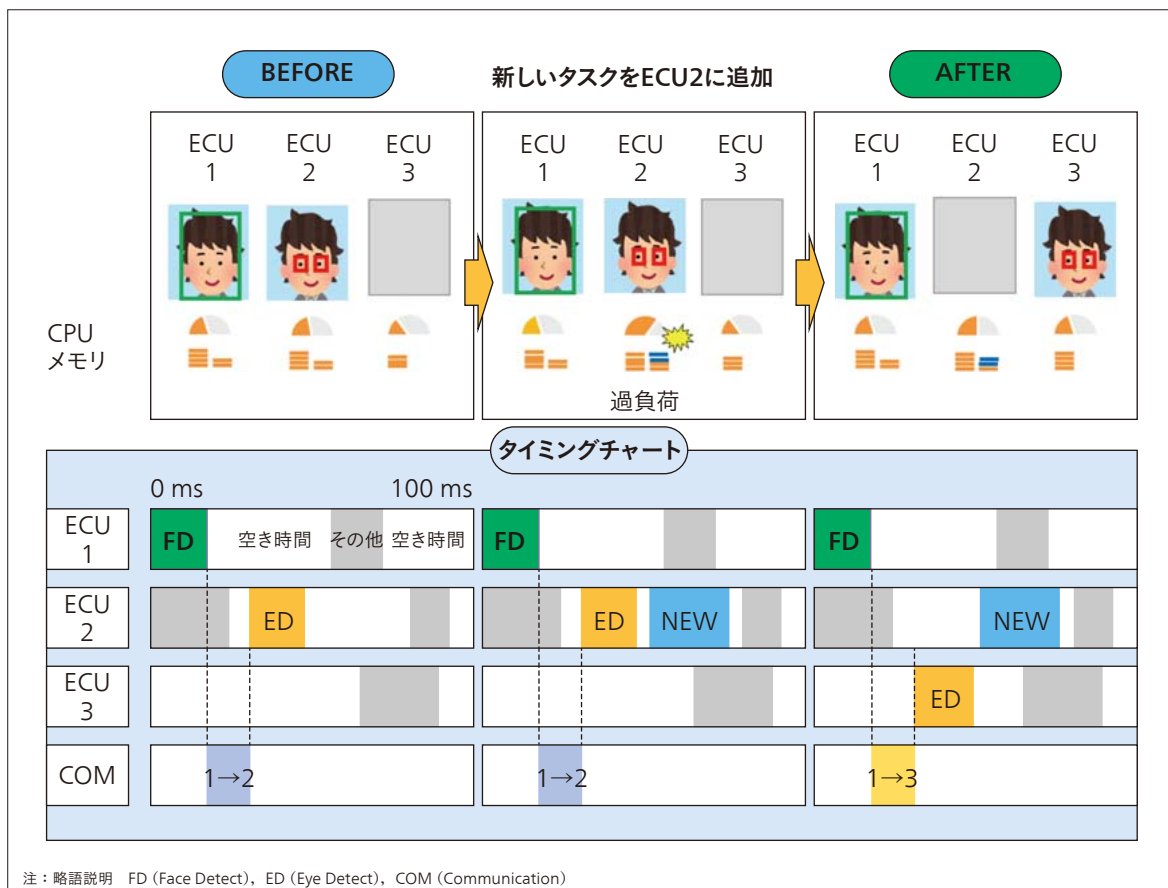 BEFORE
新しいタスクをECU2に追加
AFTER
ECU
1
ECU
2
ECU
3
ECU
1
ECU
2
ECU
3
ECU
1
ECU
2
ECU
3
CPU
メモリ
過負荷
タイミングチャート
0 ms
100 ms
ECU
1
FD
空き時間
その他
空き時間
FD
FD
ECU
2
ED
ED
NEW
NEW
ECU
3
ED
COM
1→2
1→2
1→3
注：略語説明 FD（Face Detect），ED（Eye Detect），COM（Communication）